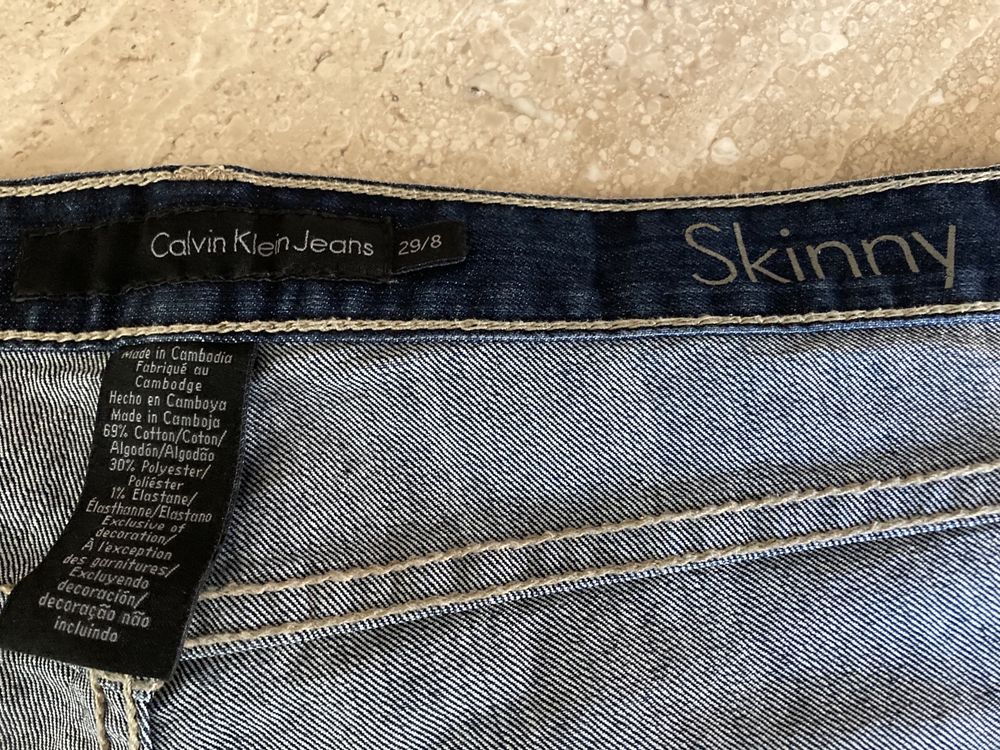 Calvin Klein Jeans
29/8
Skinny
Made in Cambodia
Fabriqué au
Cambodge
Hecho en Camboya
Made in Camboja
69% Cotton/Coton/
Algodón/Algodão
30% Polyester/
Poliéster
1% Elastane/
Élasthanne/Elastano
Exclusive of
decoration/
À l'exception
des garnitures/
Excluyendo
decoración/
decoração não
incluindo